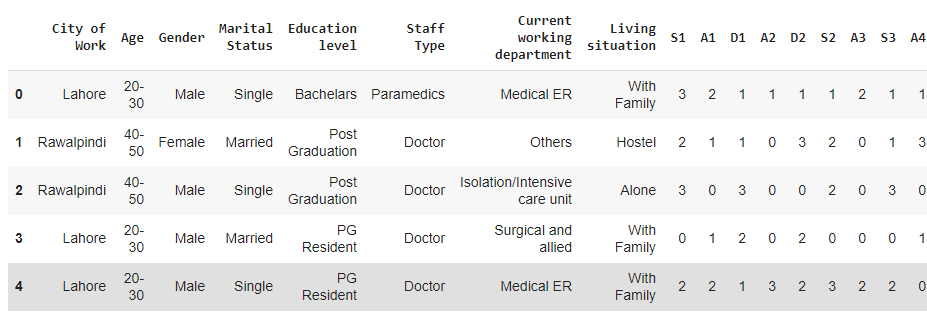 City of Work Age Gender Marital Status Education level Staff Type Current working department Living situation S1 A1 D1 A2 D2 S2 A3 S3 A4
0 Lahore 20-30 Male Single Bachelars Paramedics Medical ER With Family 3 2 1 1 1 1 2 1 1
1 Rawalpindi 40-50 Female Married Post Graduation Doctor Others Hostel 2 1 1 0 3 2 0 1 3
2 Rawalpindi 40-50 Male Single Post Graduation Doctor Isolation/Intensive care unit Alone 3 0 3 0 0 2 0 3 0
3 Lahore 20-30 Male Married PG Resident Doctor Surgical and allied With Family 0 1 2 0 2 0 0 0 1
4 Lahore 20-30 Male Single PG Resident Doctor Medical ER With Family 2 2 1 3 2 3 2 2 0